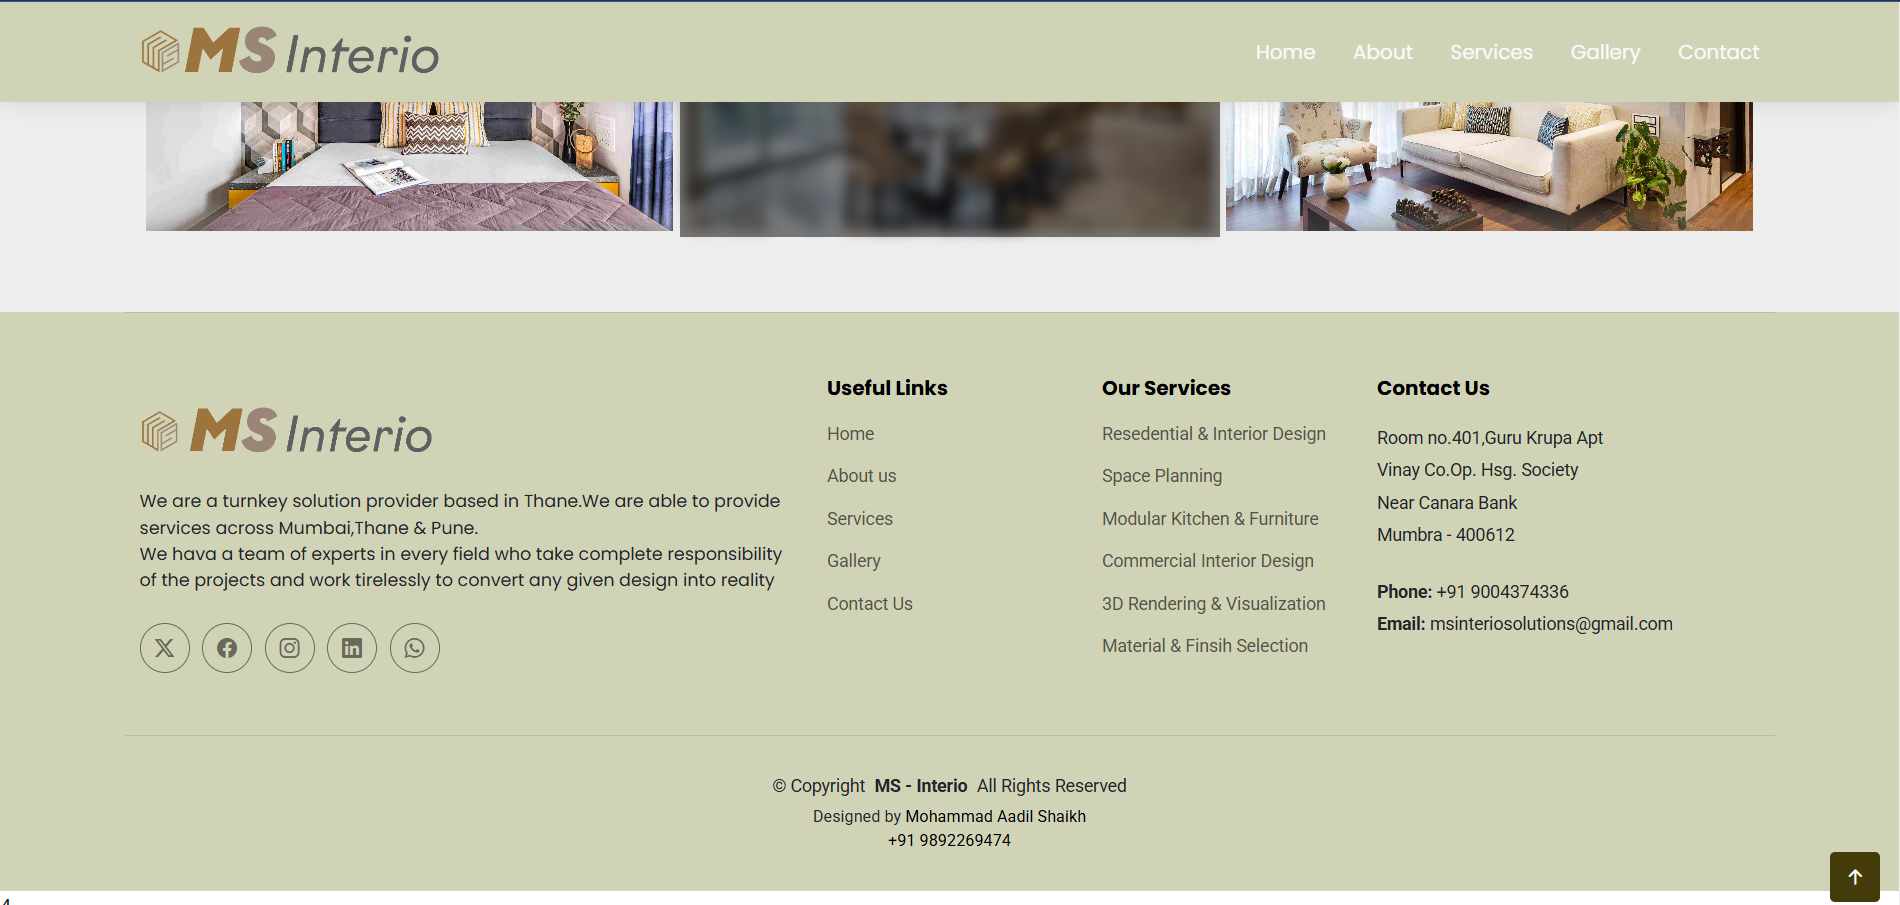 MS Interio
Home About Services Gallery Contact
MS Interio
We are a turnkey solution provider based in Thane.We are able to provide
services across Mumbai,Thane & Pune.
We hava a team of experts in every field who take complete responsibility
of the projects and work tirelessly to convert any given design into reality
Useful Links
Home
About us
Services
Gallery
Contact Us
Our Services
Resedential & Interior Design
Space Planning
Modular Kitchen & Furniture
Commercial Interior Design
3D Rendering & Visualization
Material & Finsih Selection
Contact Us
Room no.401,Guru Krupa Apt
Vinay Co.Op. Hsg. Society
Near Canara Bank
Mumbra - 400612
Phone: +91 9004374336
Email: msinteriosolutions@gmail.com
© Copyright MS - Interio All Rights Reserved
Designed by Mohammad Aadil Shaikh
+91 9892269474